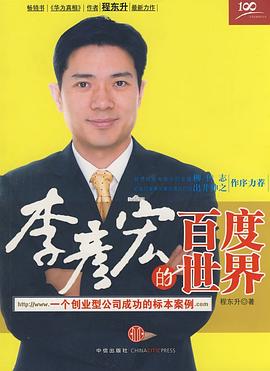 畅销书 《华为真相》 作者 程东升 最新力作
100
柳传志
出井伸之
作序力荐
李彦宏
的
百度
世界
http://www.一个创业型公司成功的标本案例.com
程东升◎著
中信出版社
CHINA CITIC PRESS